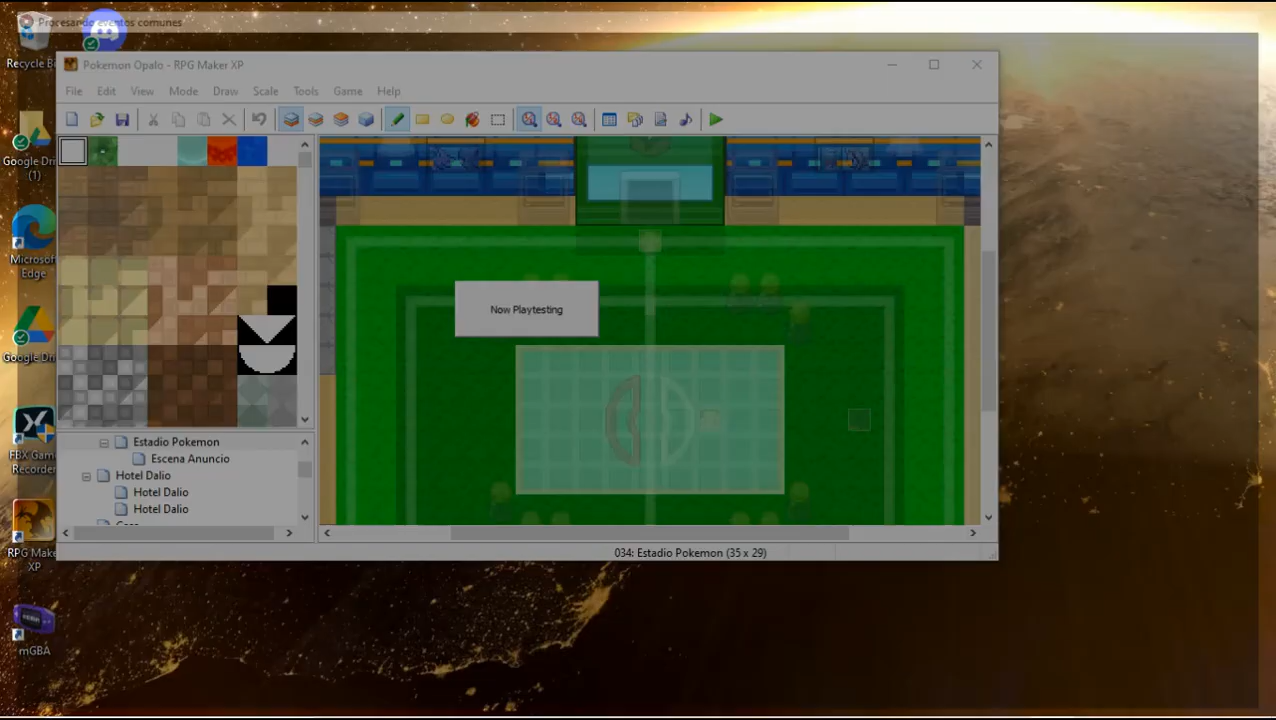 Procesando eventos comunes
Recycle Bi
Pokemon Opalo - RPG Maker XP
File Edit View Mode Draw Scale Tools Game Help
Google Dri
(1)
Microsof
Edge
Now Playtesting
Google Dri
FBX Gam
Recorder
Estadio Pokemon
Escena Anuncio
Hotel Dalio
Hotel Dalio
Hotel Dalio
RPG Make
XP
034: Estadio Pokemon (35 x 29)
mGBA